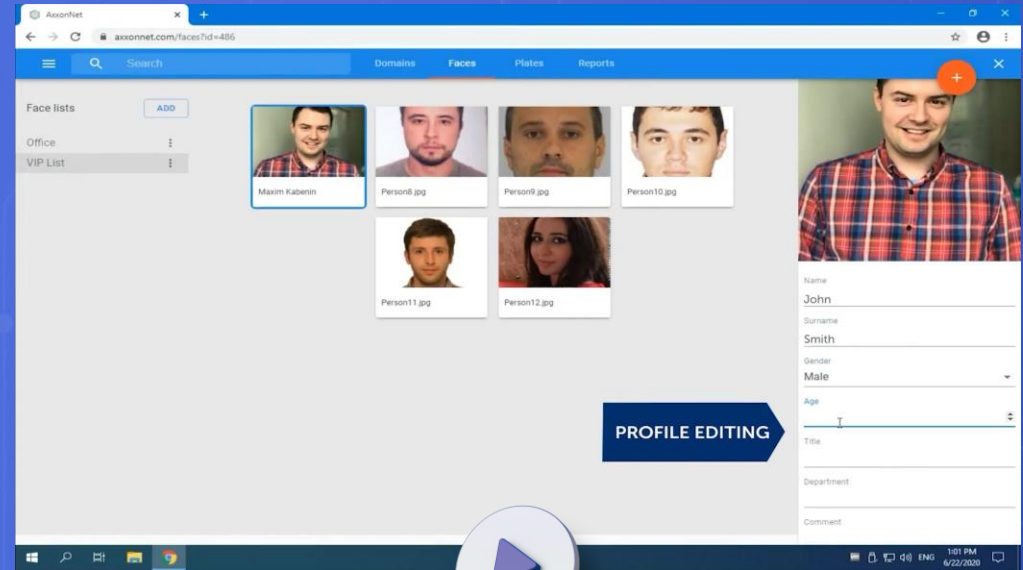 AxxonNet
axxonnet.com/faces?id=486
Search
Domains Faces Plates Reports
Face lists
ADD
Office
VIP List
Maxim Kabenin
Person8.jpg
Person9.jpg
Person10.jpg
Person11.jpg
Person12.jpg
Name
John
Surname
Smith
Gender
Male
Age
PROFILE EDITING
Title
Department
Comment
ENG
1:01 PM
6/22/2020